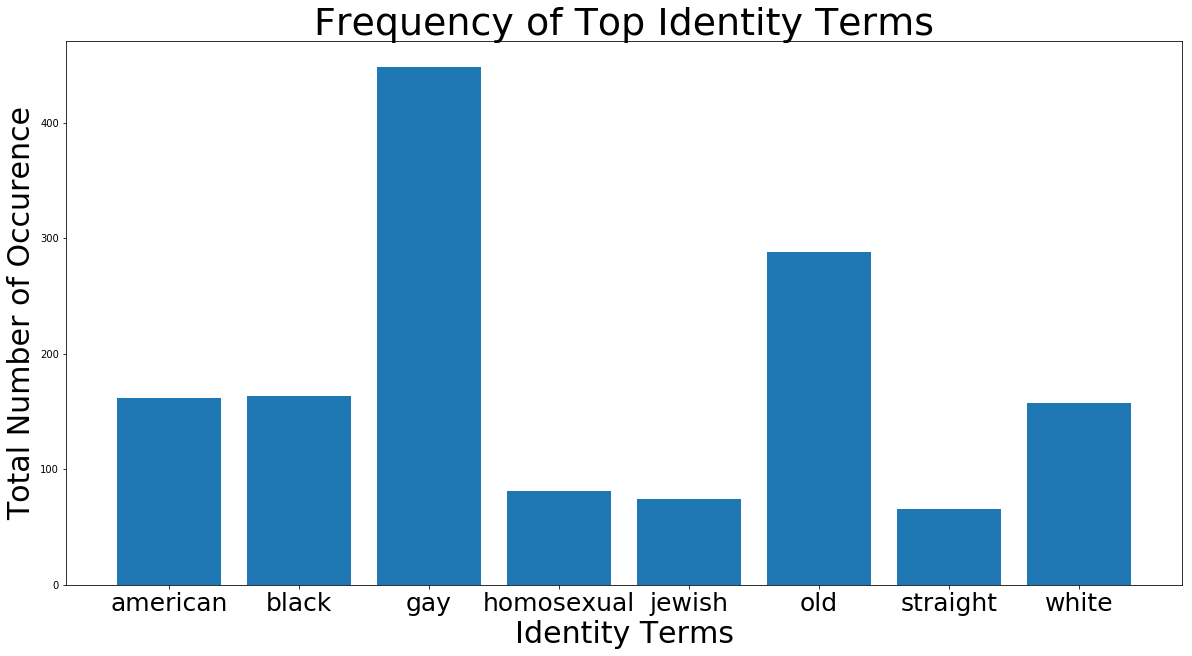 Frequency of Top Identity Terms
Total Number of Occurence
400
300
200
100
0
american black gay homosexual jewish old straight white
Identity Terms